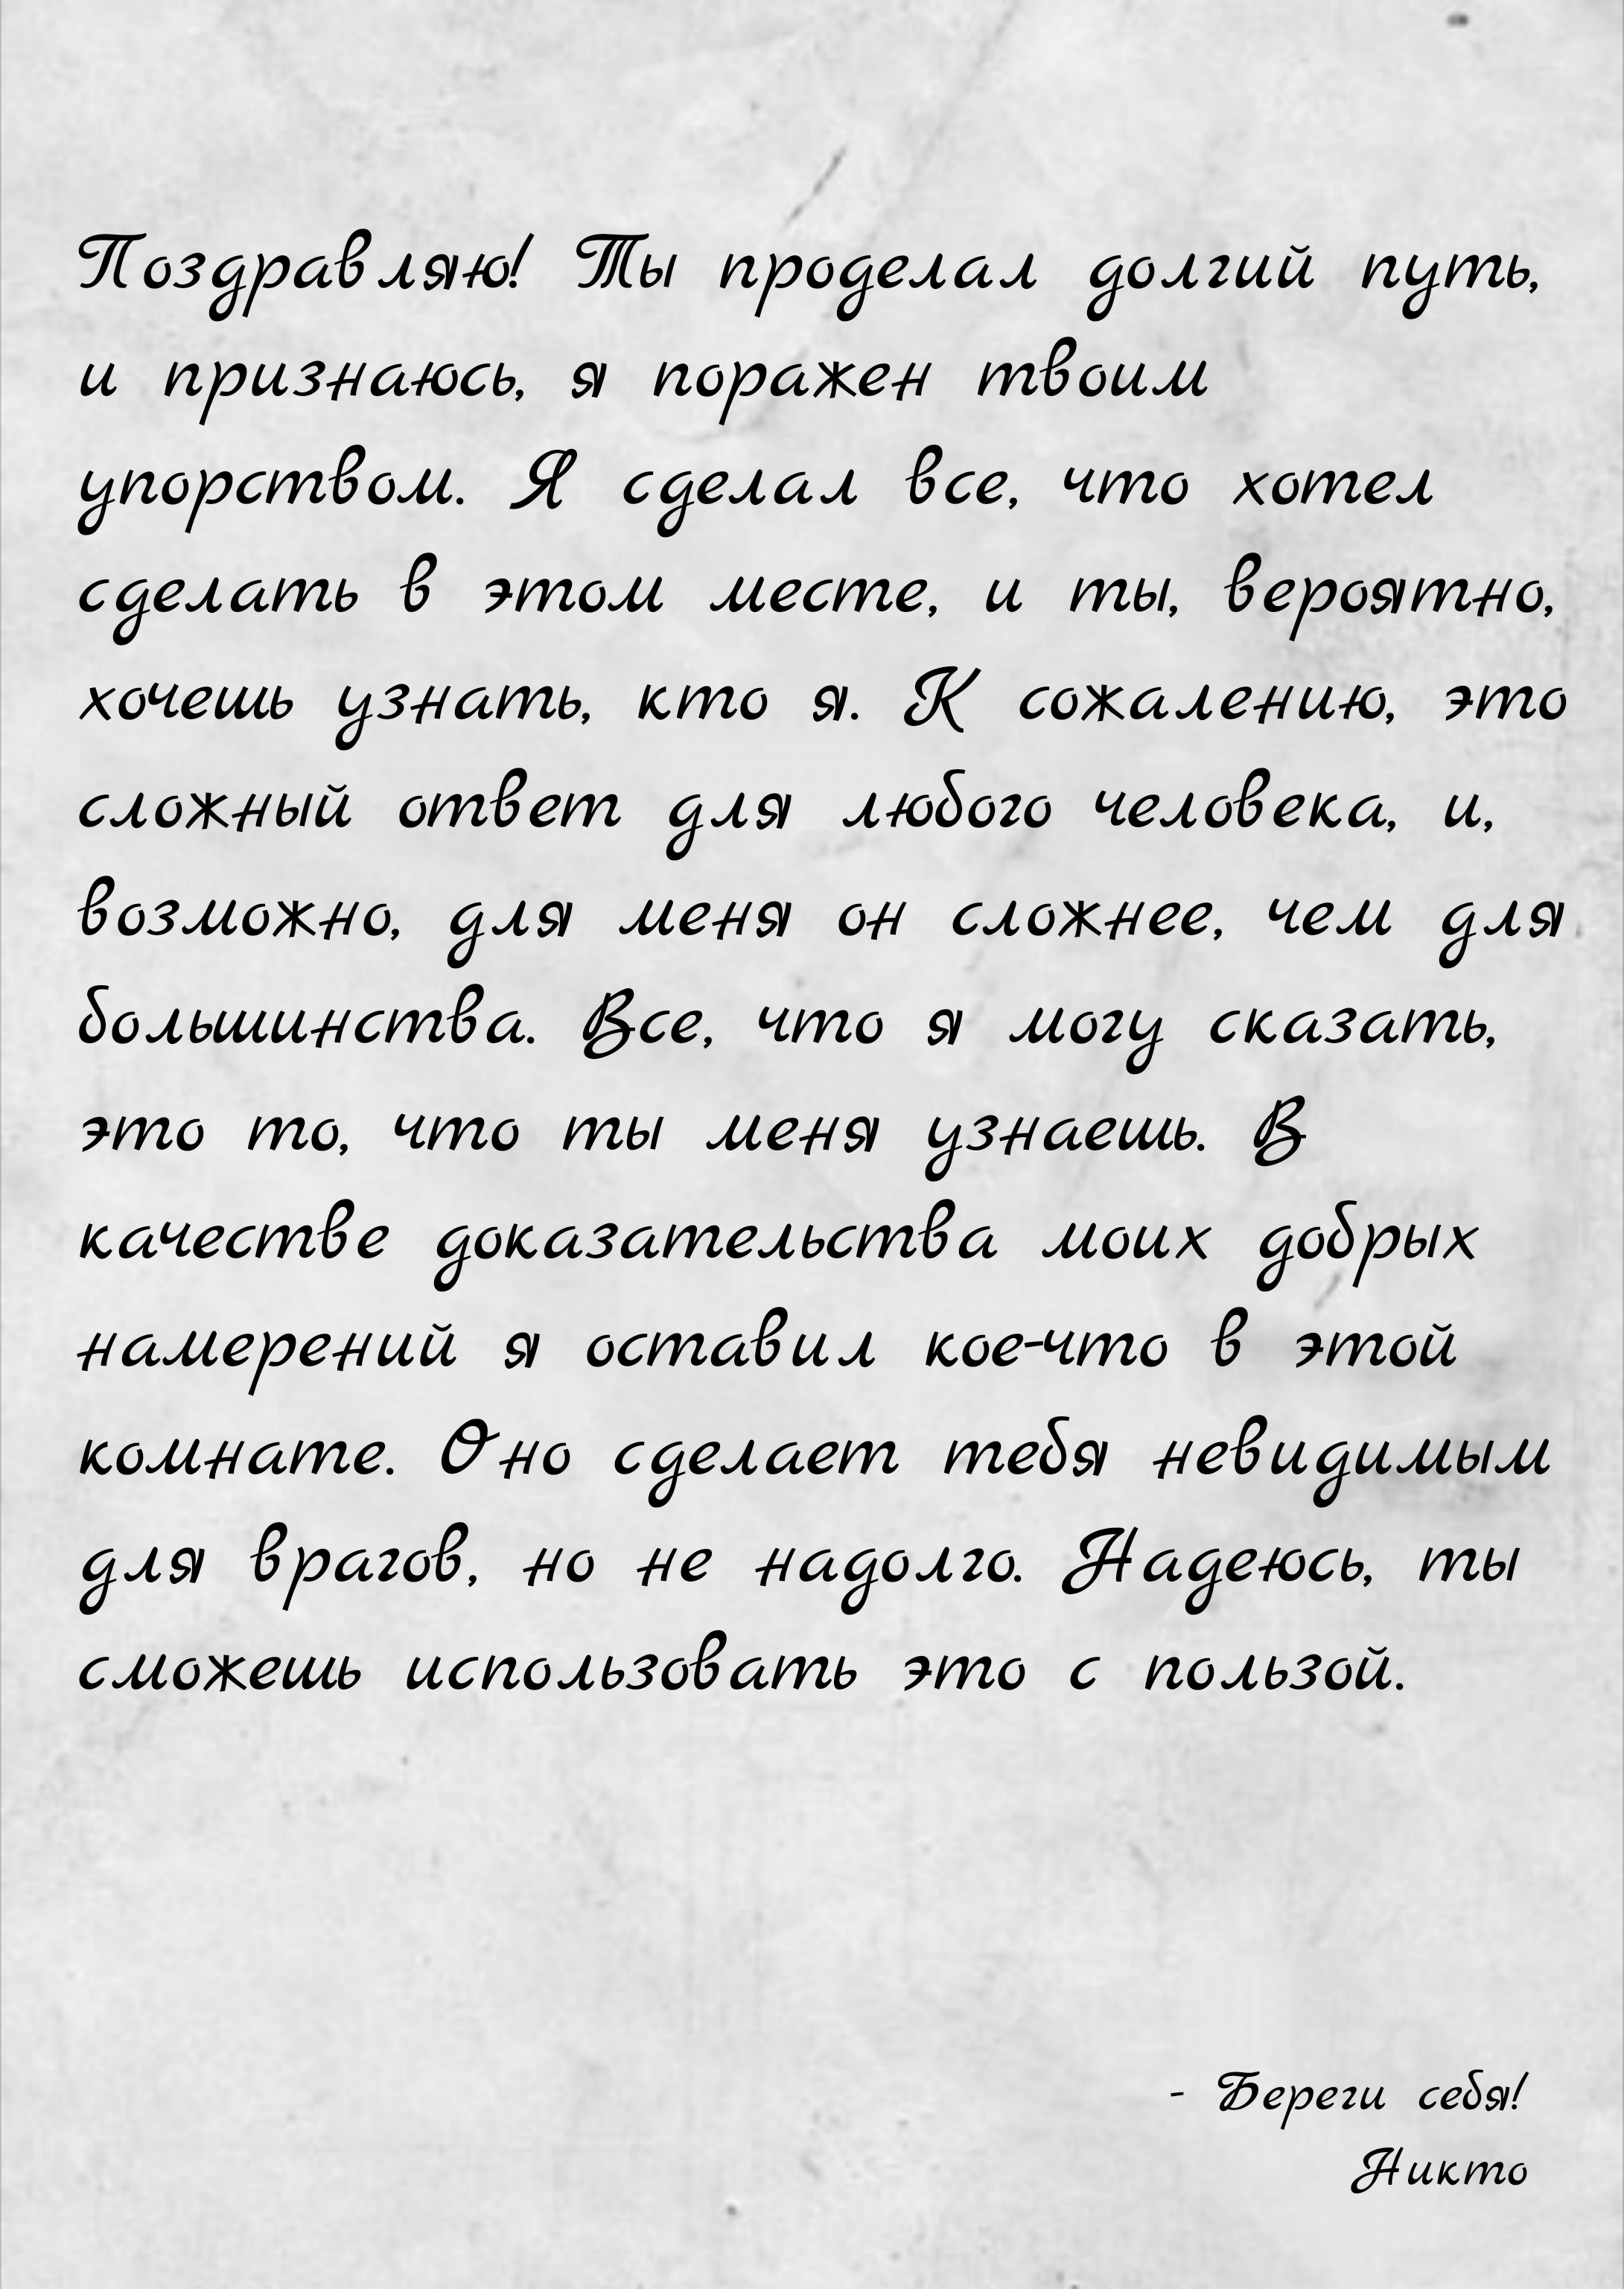 Поздравляю! Ты проделал долгий путь,
и признаюсь, я поражен твоим
упорством. Я сделал все, что хотел
сделать в этом месте, и ты, вероятно,
хочешь узнать, кто я. К сожалению, это
сложный ответ для любого человека, и,
возможно, для меня он сложнее, чем для
большинства. Все, что я могу сказать,
это то, что ты меня узнаешь. В
качестве доказательства моих добрых
намерений я оставил кое-что в этой
комнате. Оно сделает тебя невидимым
для врагов, но не надолго. Надеюсь, ты
сможешь использовать это с пользой.
- Береги себя!
Никто